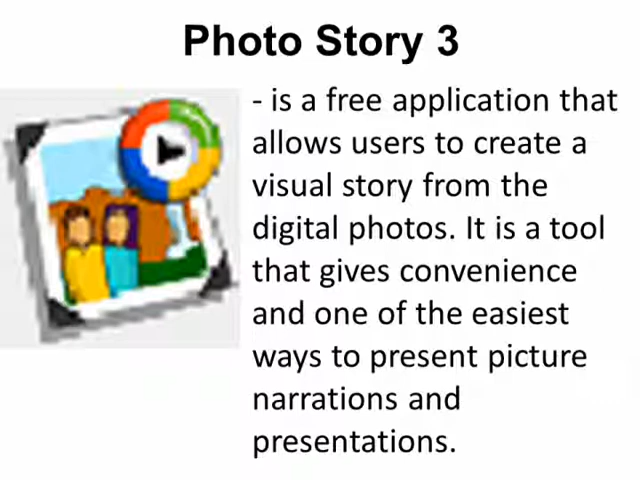 Photo Story 3
- is a free application that
allows users to create a
visual story from the
digital photos. It is a tool
that gives convenience
and one of the easiest
ways to present picture
narrations and
presentations.